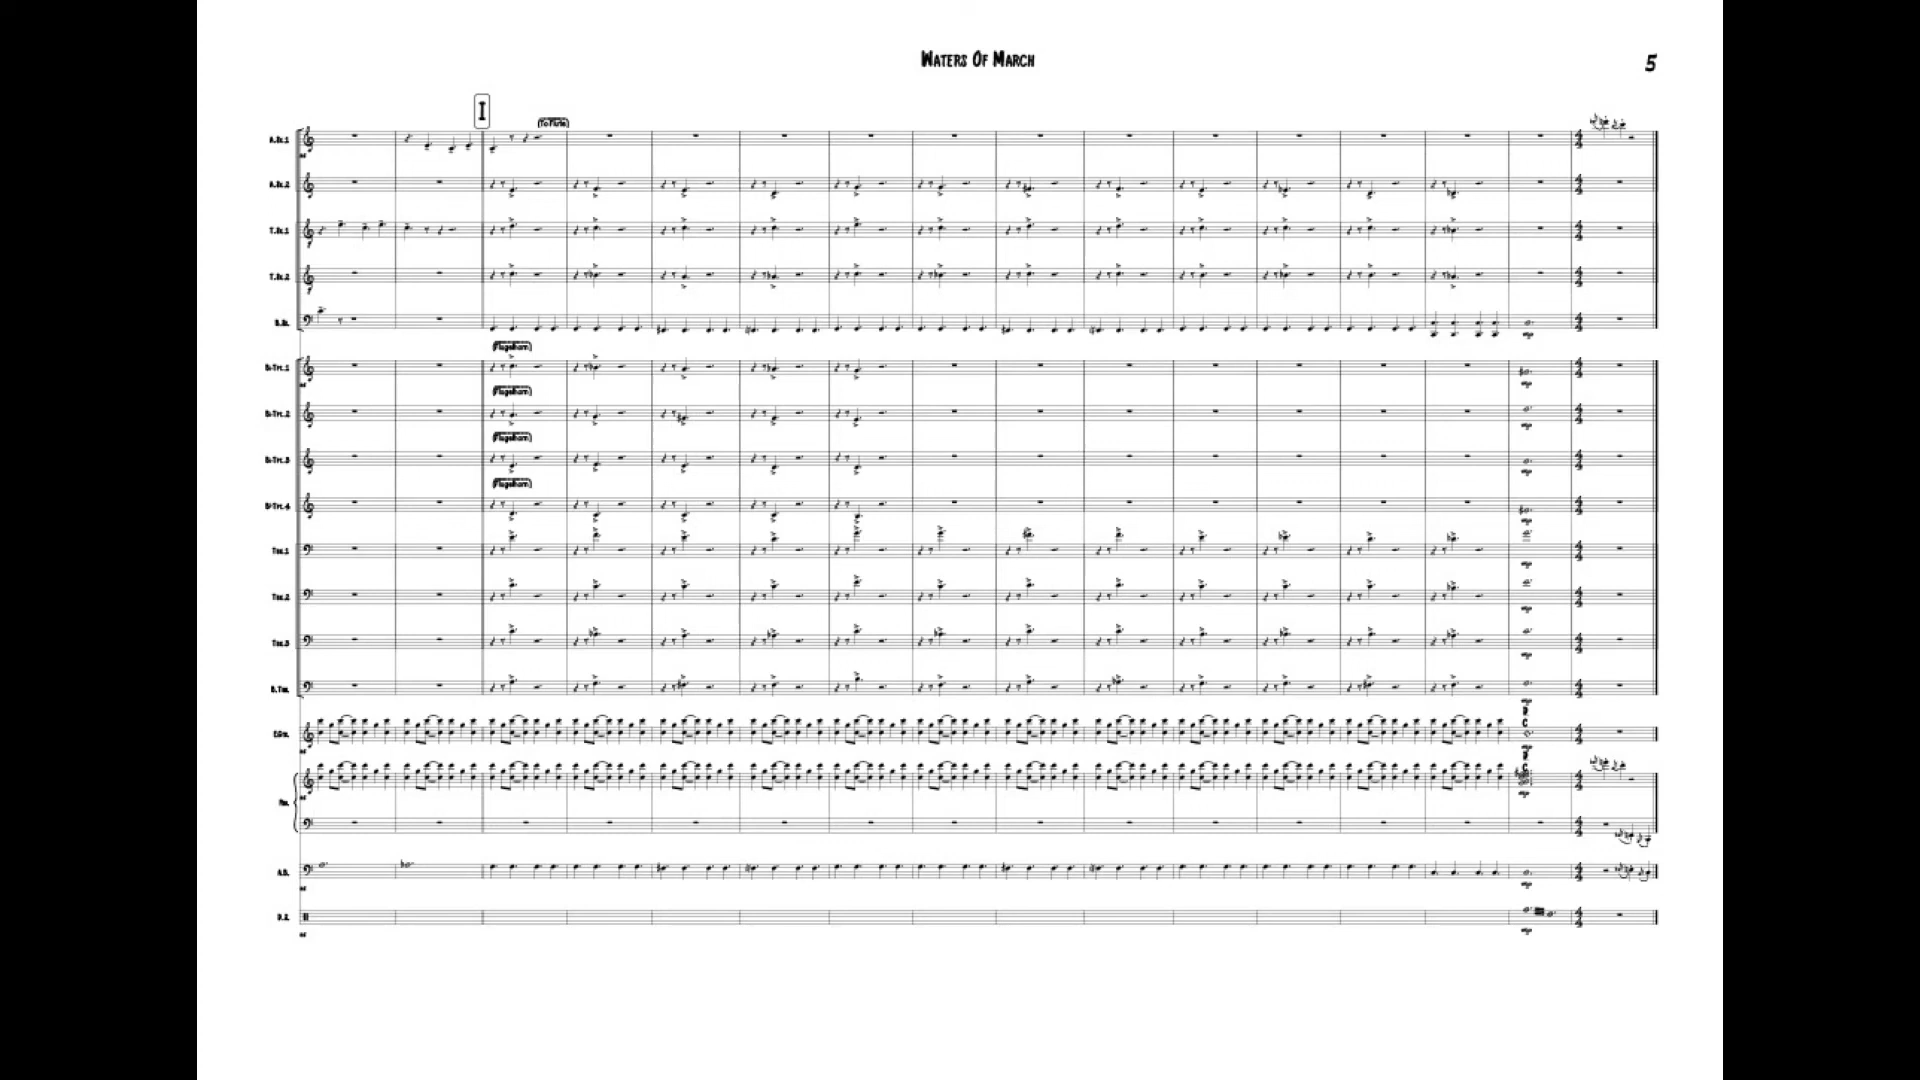 Waters Of March
5
I
(To Flute)
A.Sx.1
A.Sx.2
T.Sx.1
T.Sx.2
B.Sx.
(Flugelhorn)
B♭Tpt.1
(Flugelhorn)
B♭Tpt.2
(Flugelhorn)
B♭Tpt.3
(Flugelhorn)
B♭Tpt.4
Tbn.1
Tbn.2
Tbn.3
B.Tbn.
E.Gtr.
Pno.
A.B.
D.S.